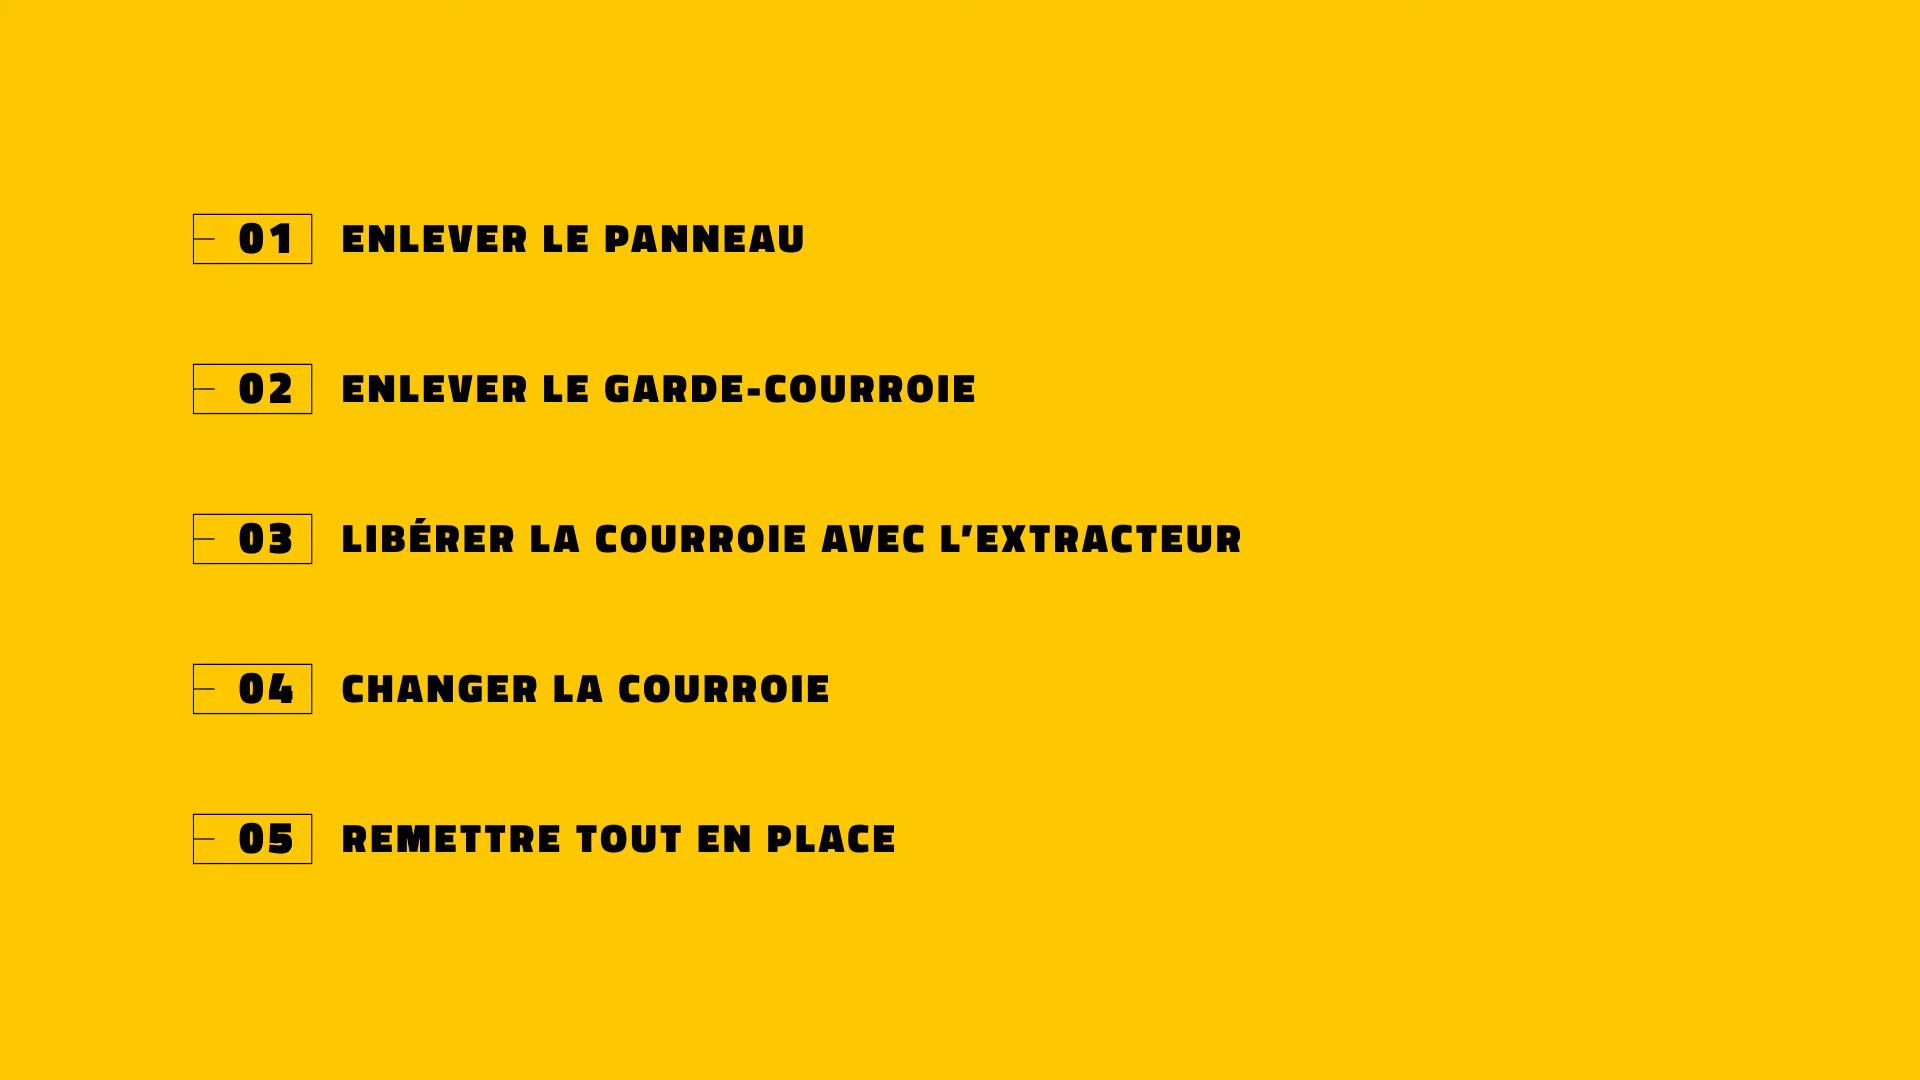 01 ENLEVER LE PANNEAU
02 ENLEVER LE GARDE-COURROIE
03 LIBÉRER LA COURROIE AVEC L’EXTRACTEUR
04 CHANGER LA COURROIE
05 REMETTRE TOUT EN PLACE